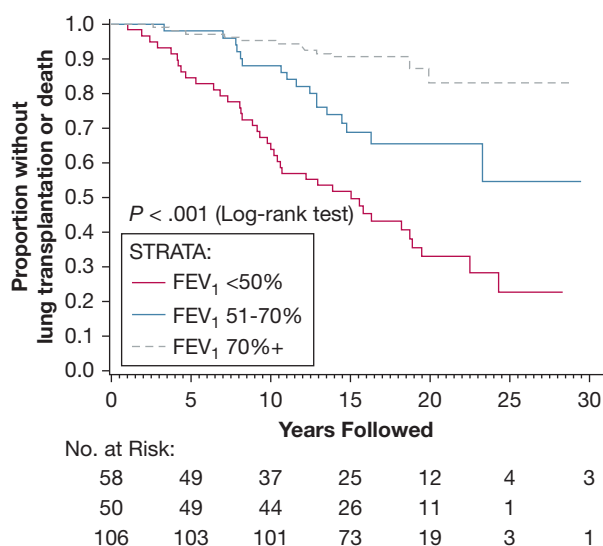 Proportion without
lung transplantation or death
1.0
0.9
0.8
0.7
0.6
0.5
0.4
0.3
0.2
0.1
0.0
P < .001 (Log-rank test)
STRATA:
FEV1 <50%
FEV1 51-70%
FEV1 70%+
0 5 10 15 20 25 30
Years Followed
No. at Risk:
58 49 37 25 12 4 3
50 49 44 26 11 1
106 103 101 73 19 3 1